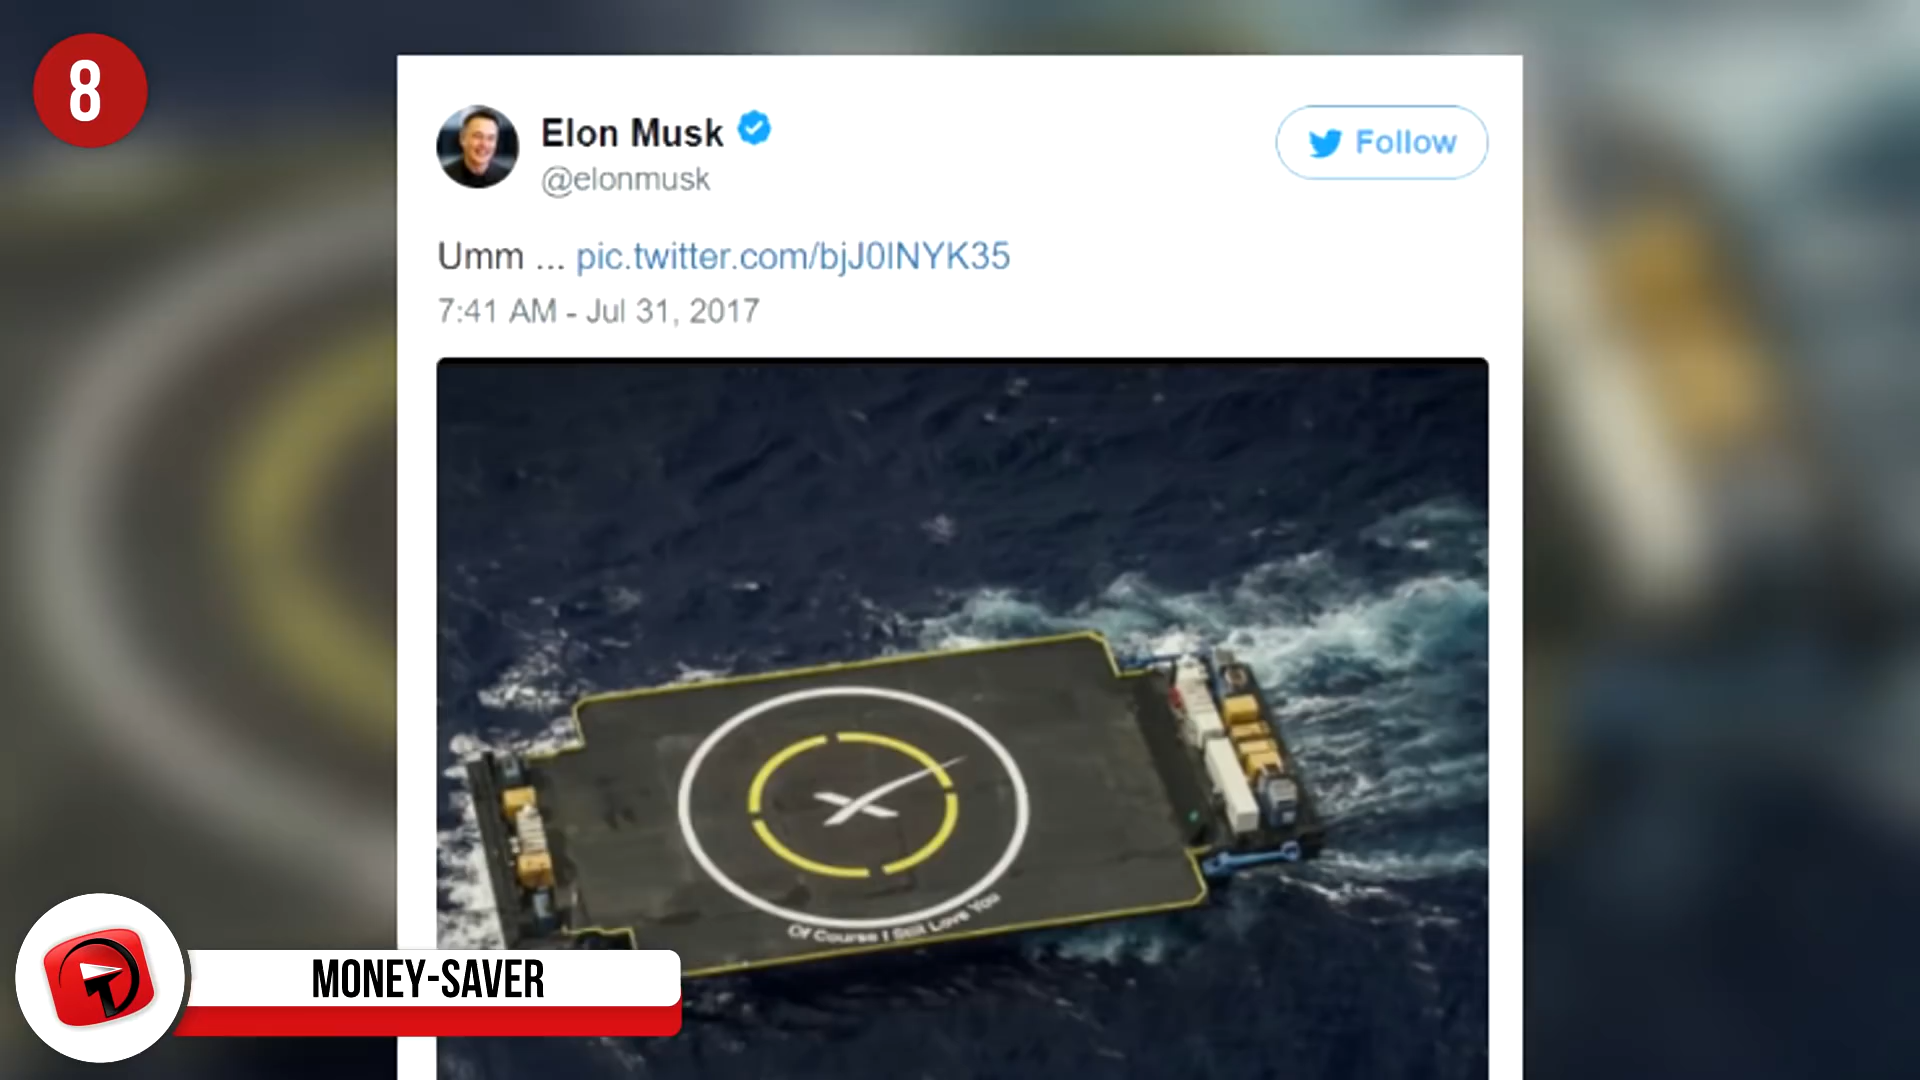 8
Elon Musk
@elonmusk
Follow
Umm ... pic.twitter.com/bjJ0lNYK35
7:41 AM - Jul 31, 2017
Of Course I Still Love You
MONEY-SAVER